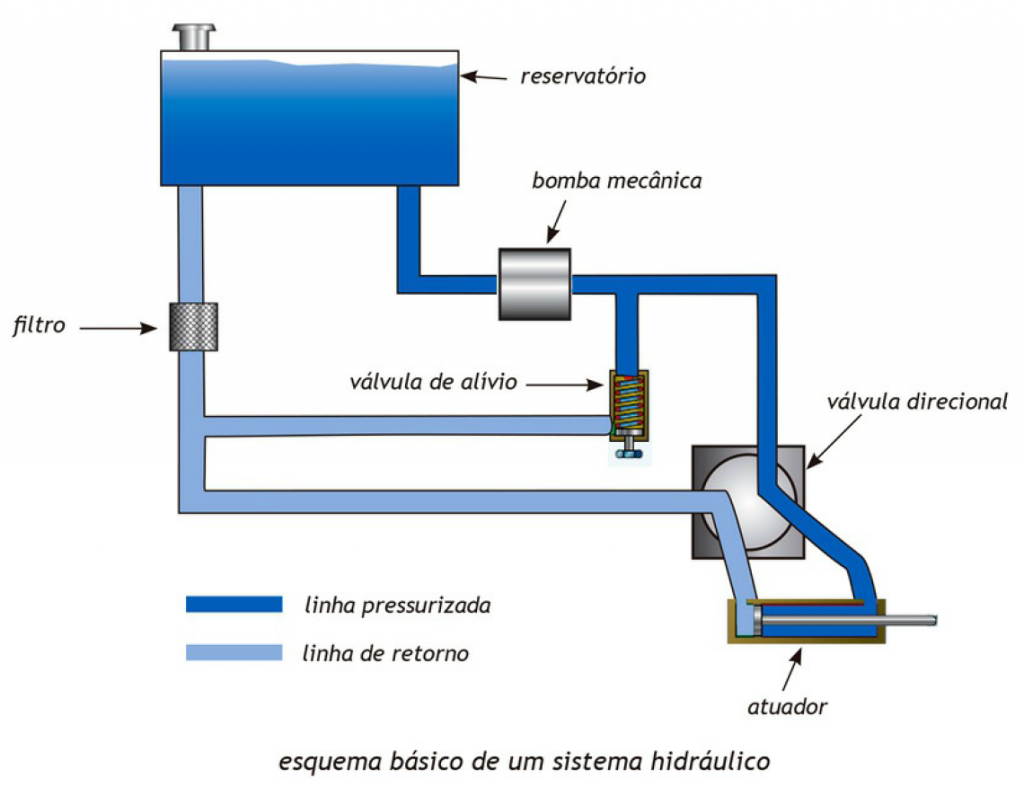 reservatório
bomba mecânica
filtro
válvula de alívio
válvula direcional
linha pressurizada
linha de retorno
atuador
esquema básico de um sistema hidráulico